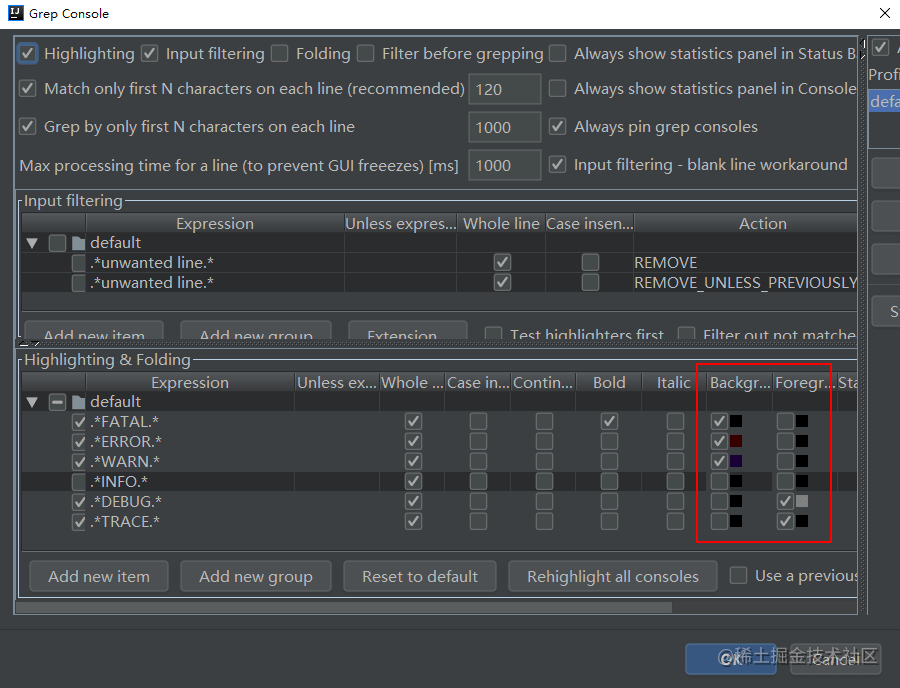 Grep Console
Highlighting Input filtering Folding Filter before grepping Always show statistics panel in Status B
Match only first N characters on each line (recommended) 120 Always show statistics panel in Console
Profi
defa
Grep by only first N characters on each line 1000 Always pin grep consoles
Max processing time for a line (to prevent GUI freeezes) [ms] 1000 Input filtering - blank line workaround
Input filtering
Expression Unless expres... Whole line Case insen... Action
default
.*unwanted line.* REMOVE
.*unwanted line.* REMOVE_UNLESS_PREVIOUSLY
S
Add new item Add new group Extension Test highlighters first Filter out not matche
Highlighting & Folding
Expression Unless ex... Whole ... Case in... Contin... Bold Italic Backgr... Foregr... Sta
default
.*FATAL.*
.*ERROR.*
.*WARN.*
.*INFO.*
.*DEBUG.*
.*TRACE.*
Add new item Add new group Reset to default Rehighlight all consoles Use a previous
OK Cancel
@稀土掘金技术社区